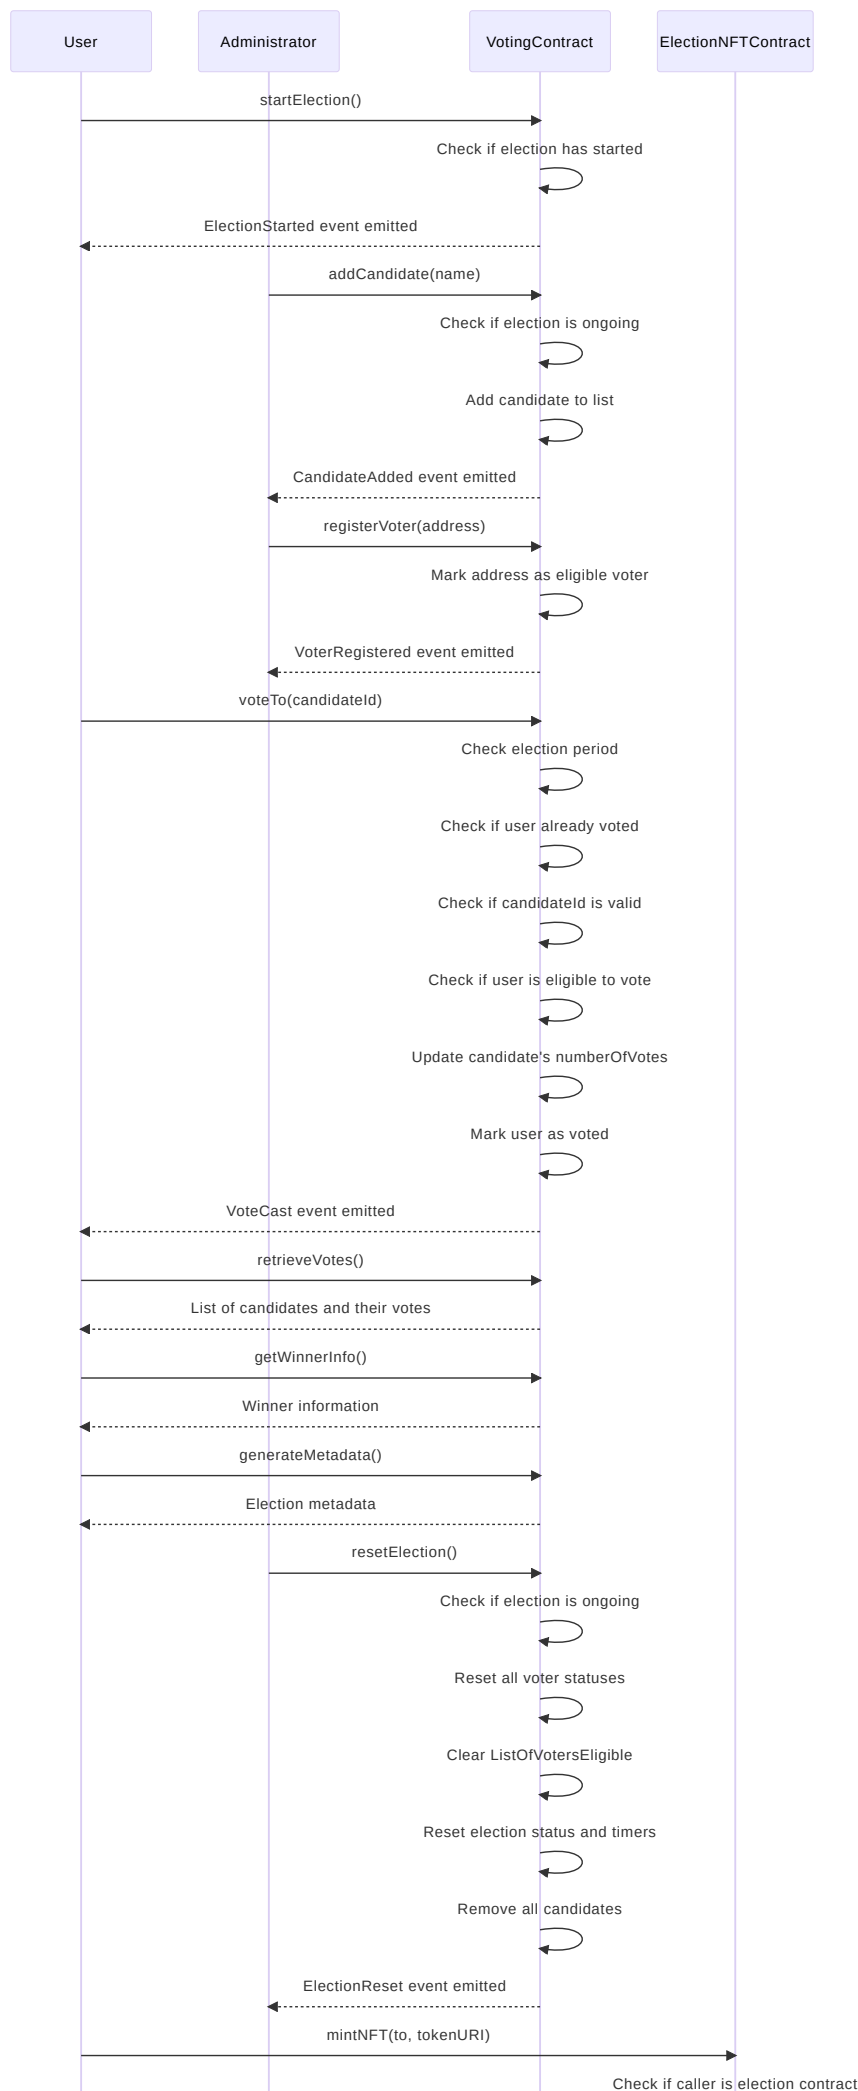 User
Administrator
VotingContract
ElectionNFTContract
startElection()
Check if election has started
ElectionStarted event emitted
addCandidate(name)
Check if election is ongoing
Add candidate to list
CandidateAdded event emitted
registerVoter(address)
Mark address as eligible voter
VoterRegistered event emitted
voteTo(candidateId)
Check election period
Check if user already voted
Check if candidateId is valid
Check if user is eligible to vote
Update candidate's numberOfVotes
Mark user as voted
VoteCast event emitted
retrieveVotes()
List of candidates and their votes
getWinnerInfo()
Winner information
generateMetadata()
Election metadata
resetElection()
Check if election is ongoing
Reset all voter statuses
Clear ListOfVotersEligible
Reset election status and timers
Remove all candidates
ElectionReset event emitted
mintNFT(to, tokenURI)
Check if caller is election contract